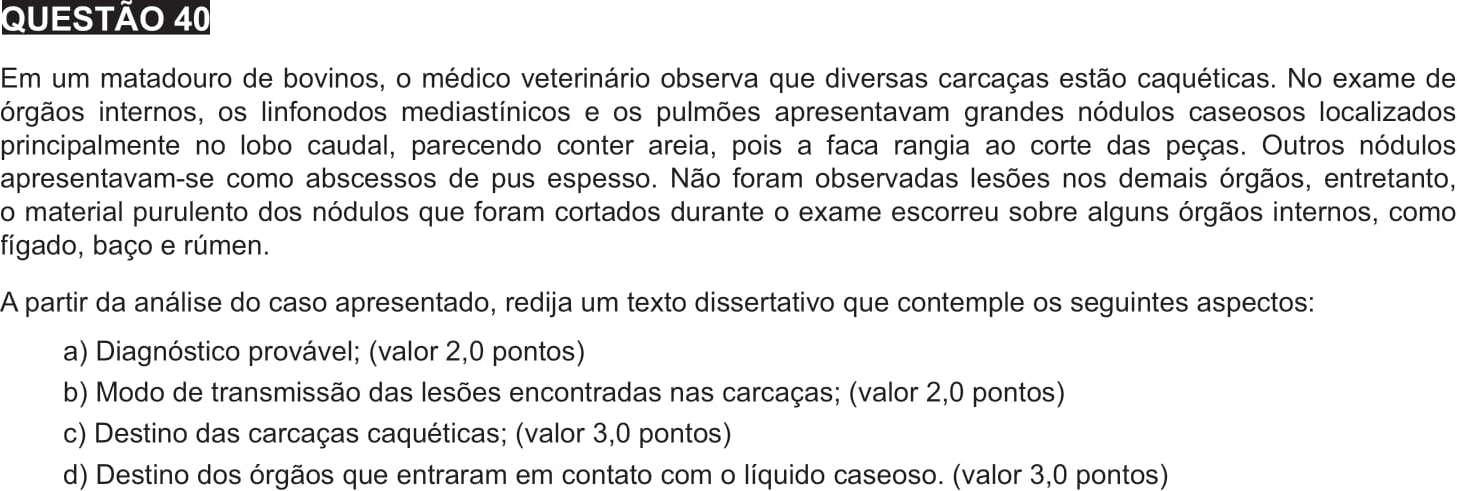 QUESTÃO 40
Em um matadouro de bovinos, o médico veterinário observa que diversas carcaças estão caquéticas. No exame de
órgãos internos, os linfonodos mediastínicos e os pulmões apresentavam grandes nódulos caseosos localizados
principalmente no lobo caudal, parecendo conter areia, pois a faca rangia ao corte das peças. Outros nódulos
apresentavam-se como abscessos de pus espesso. Não foram observadas lesões nos demais órgãos, entretanto,
o material purulento dos nódulos que foram cortados durante o exame escorreu sobre alguns órgãos internos, como
fígado, baço e rúmen.
A partir da análise do caso apresentado, redija um texto dissertativo que contemple os seguintes aspectos:
a) Diagnóstico provável; (valor 2,0 pontos)
b) Modo de transmissão das lesões encontradas nas carcaças; (valor 2,0 pontos)
c) Destino das carcaças caquéticas; (valor 3,0 pontos)
d) Destino dos órgãos que entraram em contato com o líquido caseoso. (valor 3,0 pontos)